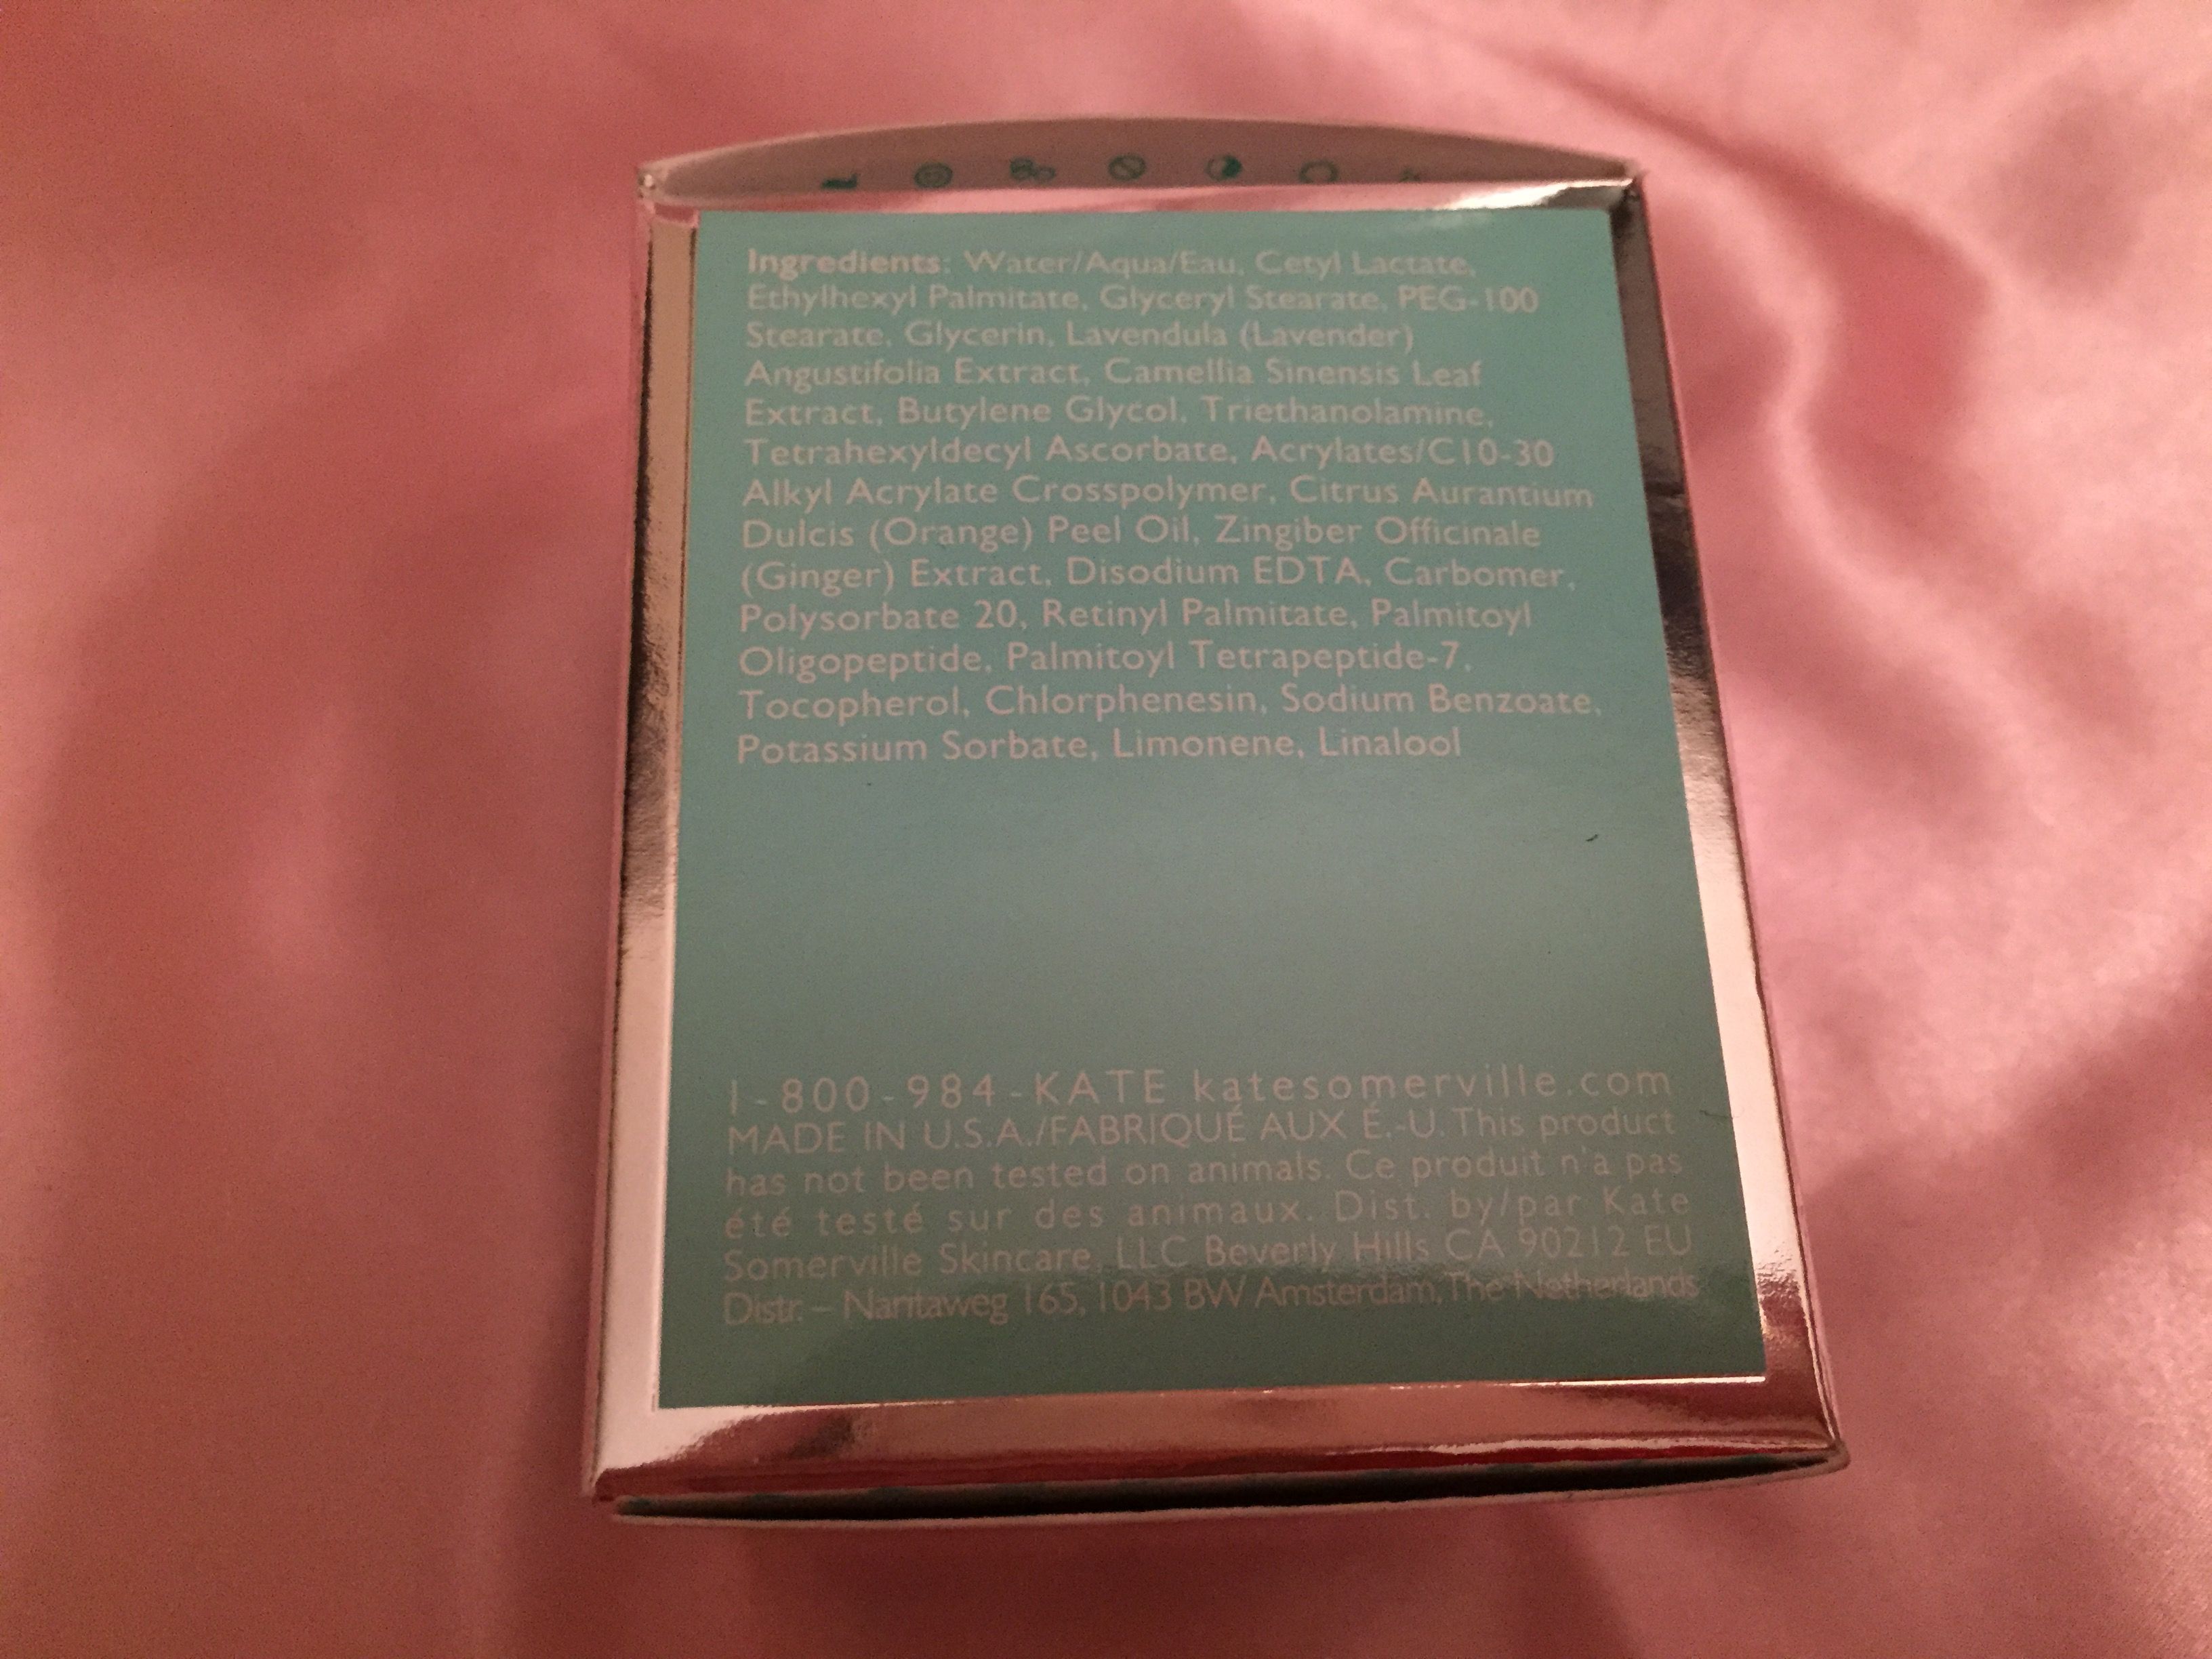 Ingredients: Water/Aqua/Eau, Cetyl Lactate,
Ethylhexyl Palmitate, Glyceryl Stearate, PEG-100
Stearate, Glycerin, Lavendula (Lavender)
Angustifolia Extract, Camellia Sinensis Leaf
Extract, Butylene Glycol, Triethanolamine,
Tetrahexyldecyl Ascorbate, Acrylates/C10-30
Alkyl Acrylate Crosspolymer, Citrus Aurantium
Dulcis (Orange) Peel Oil, Zingiber Officinale
(Ginger) Extract, Disodium EDTA, Carbomer,
Polysorbate 20, Retinyl Palmitate, Palmitoyl
Oligopeptide, Palmitoyl Tetrapeptide-7,
Tocopherol, Chlorphenesin, Sodium Benzoate,
Potassium Sorbate, Limonene, Linalool
1-800-984-KATE katesomerville.com
MADE IN U.S.A./FABRIQUÉ AUX É.-U. This product
has not been tested on animals. Ce produit n'a pas
été testé sur des animaux. Dist. by/par Kate
Somerville Skincare, LLC Beverly Hills CA 90212 EU
Distr. – Naritaweg 165, 1043 BW Amsterdam, The Netherlands